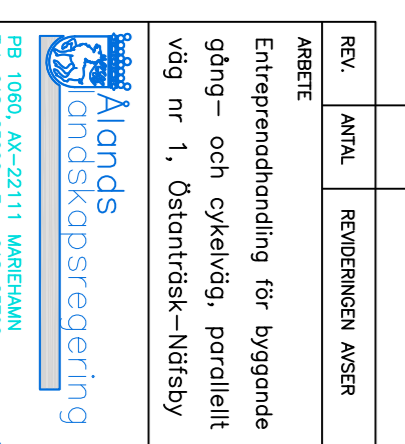 REV. ANTAL REVIDERINGEN AVSER
ARBETE
Entreprenadhandling för byggande
gång- och cykelväg, parallellt
väg nr 1, Östanträsk-Näfsby
Ålands
landskapsregering
PB 1060, AX-22111 MARIEHAMN